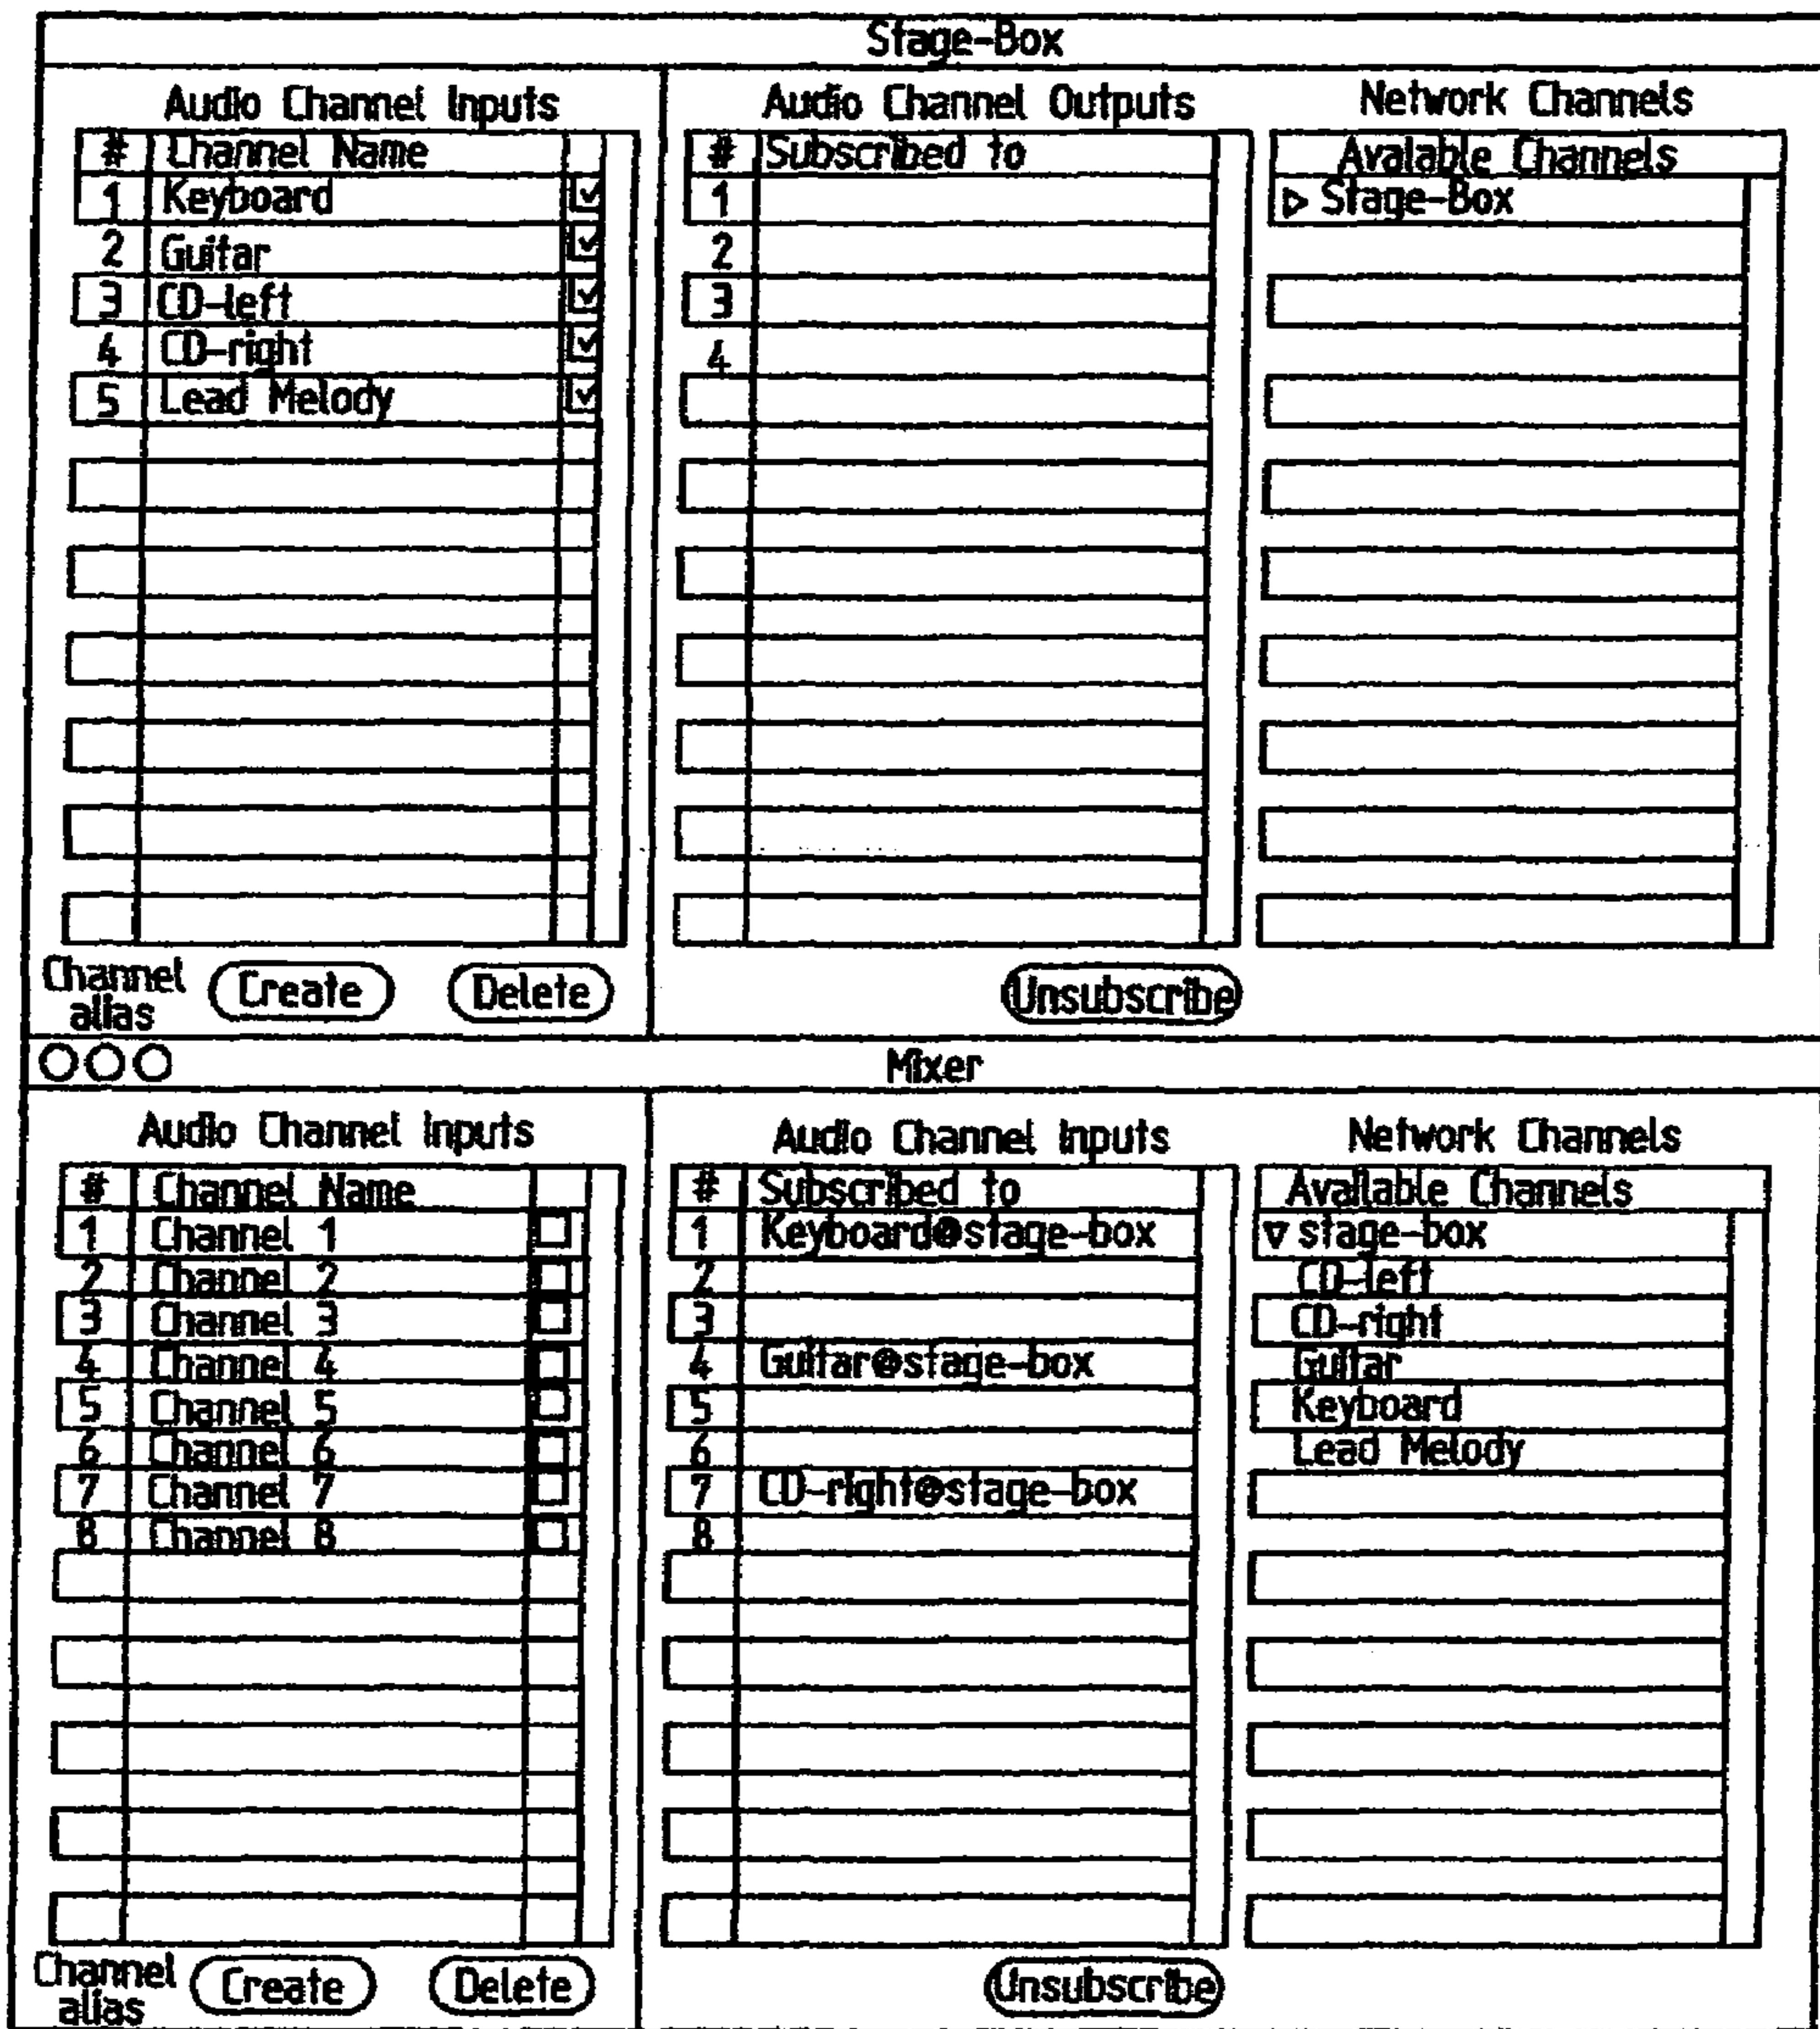 Stage-Box
Audio Channel Inputs
# Channel Name
1 Keyboard
2 Guitar
3 CD-left
4 CD-right
5 Lead Melody
Channel alias
Create
Delete
Audio Channel Outputs
# Subscribed to
1
2
3
4
Unsubscribe
Network Channels
Avalable Channels
▷ Stage-Box
Mixer
Audio Channel Inputs
# Channel Name
1 Channel 1
2 Channel 2
3 Channel 3
4 Channel 4
5 Channel 5
6 Channel 6
7 Channel 7
8 Channel 8
Channel alias
Create
Delete
Audio Channel Inputs
# Subscribed to
1 Keyboard@stage-box
2
3
4 Guitar@stage-box
5
6
7 CD-right@stage-box
8
Unsubscribe
Network Channels
Available Channels
▽ stage-box
CD-left
CD-right
Guitar
Keyboard
Lead Melody